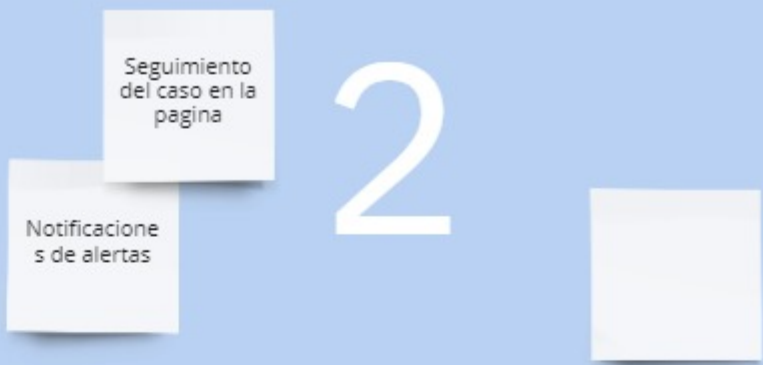 Seguimiento
del caso en la
pagina
2
Notificacione
s de alertas